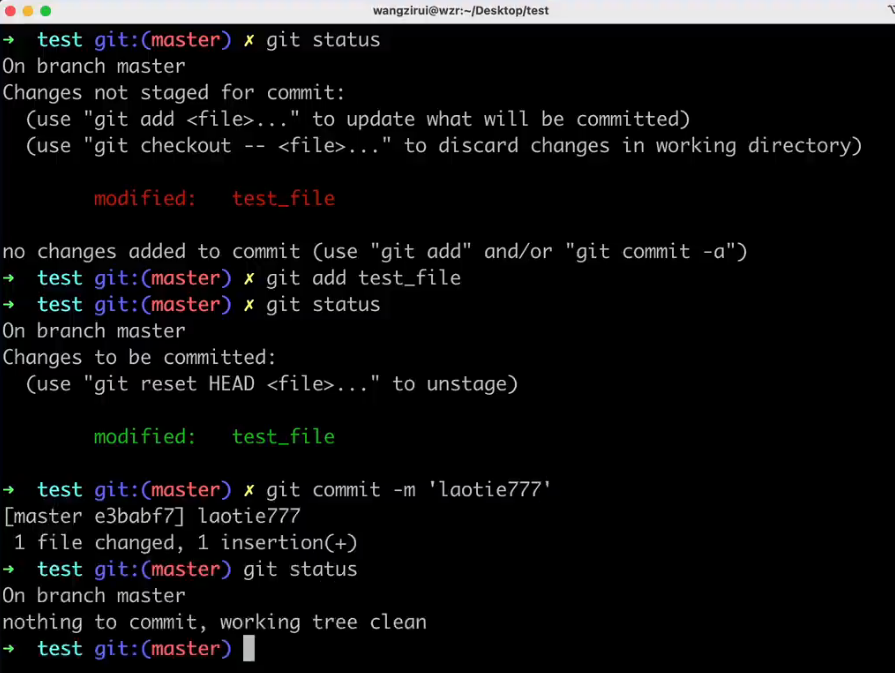 wangzirui@wzr:~/Desktop/test
→ test git:(master) ✗ git status
On branch master
Changes not staged for commit:
  (use "git add <file>..." to update what will be committed)
  (use "git checkout -- <file>..." to discard changes in working directory)
        modified:   test_file
no changes added to commit (use "git add" and/or "git commit -a")
→ test git:(master) ✗ git add test_file
→ test git:(master) ✗ git status
On branch master
Changes to be committed:
  (use "git reset HEAD <file>..." to unstage)
        modified:   test_file
→ test git:(master) ✗ git commit -m 'laotie777'
[master e3babf7] laotie777
 1 file changed, 1 insertion(+)
→ test git:(master) git status
On branch master
nothing to commit, working tree clean
→ test git:(master)